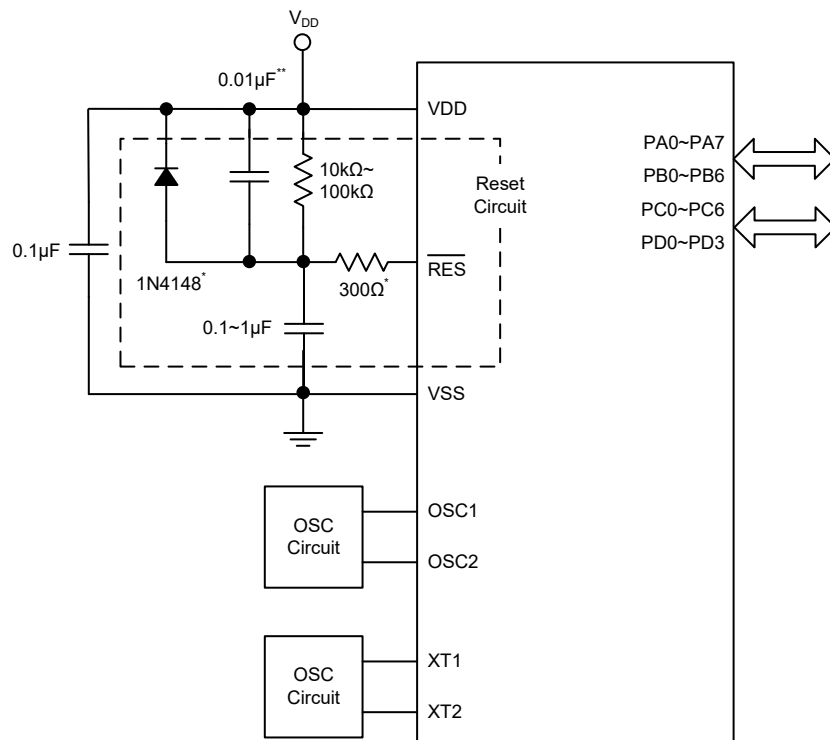 VDD
0.01µF**
VDD
PA0~PA7
10kΩ~
100kΩ
PB0~PB6
Reset
Circuit
PC0~PC6
PD0~PD3
0.1µF
1N4148*
300Ω*
RES
0.1~1µF
VSS
OSC
Circuit
OSC1
OSC2
OSC
Circuit
XT1
XT2